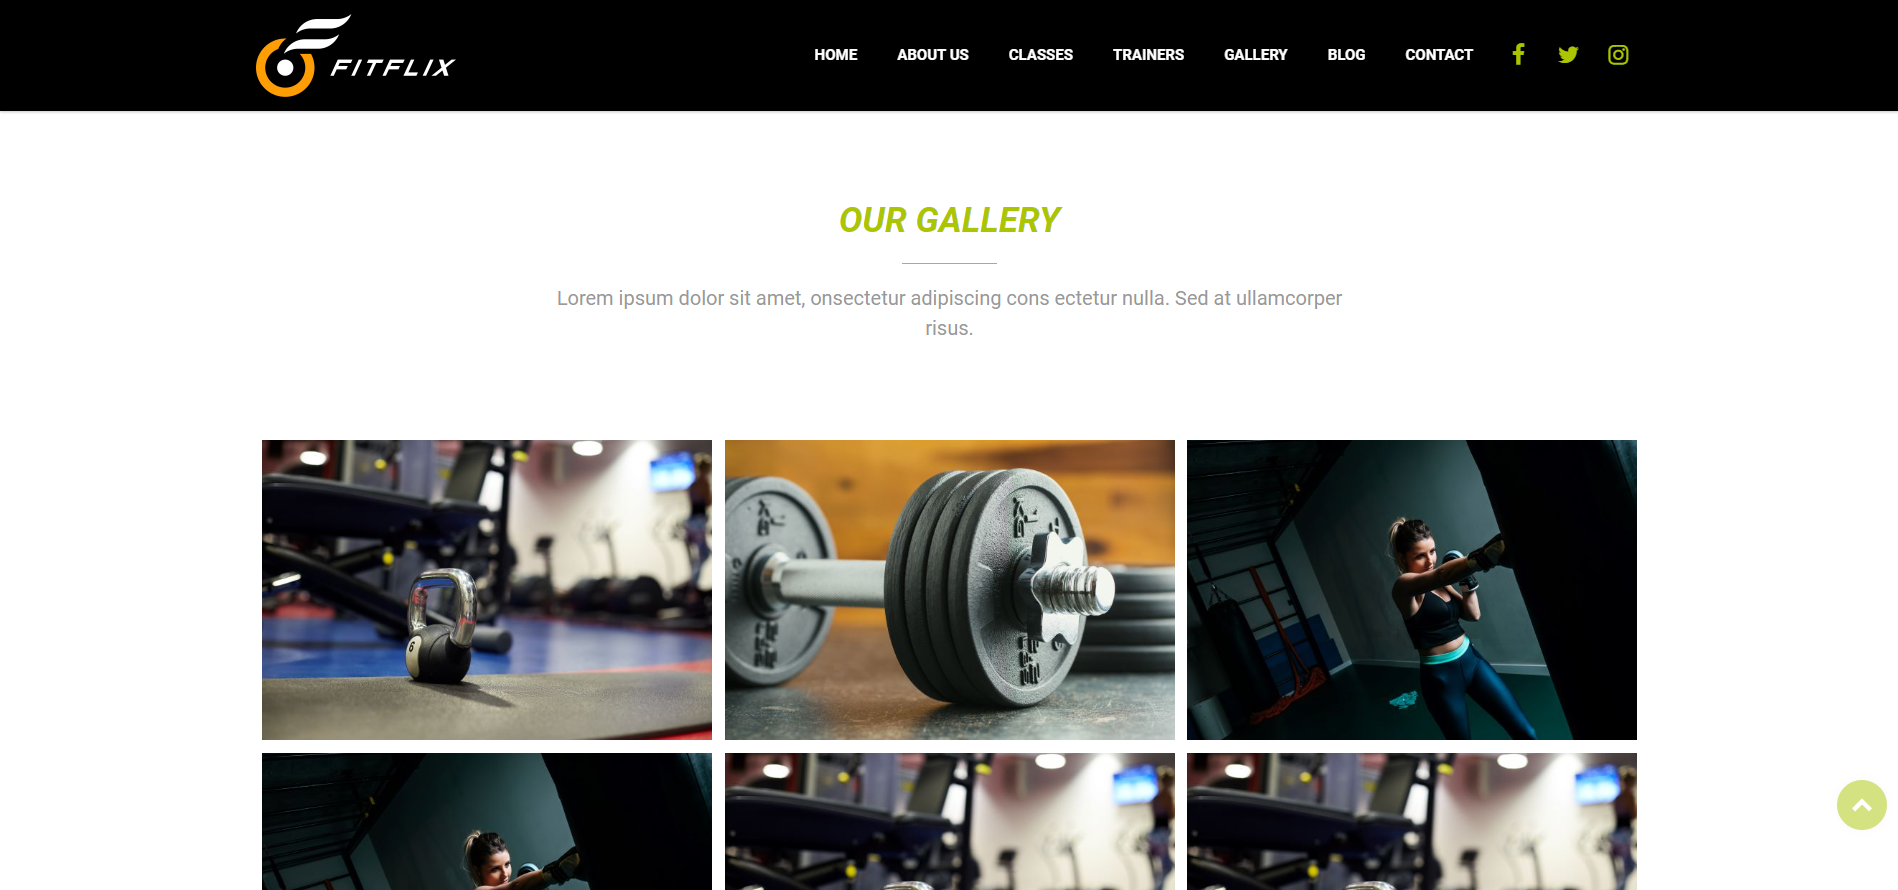 FITFLIX
HOME ABOUT US CLASSES TRAINERS GALLERY BLOG CONTACT
OUR GALLERY
Lorem ipsum dolor sit amet, onsectetur adipiscing cons ectetur nulla. Sed at ullamcorper
risus.
6